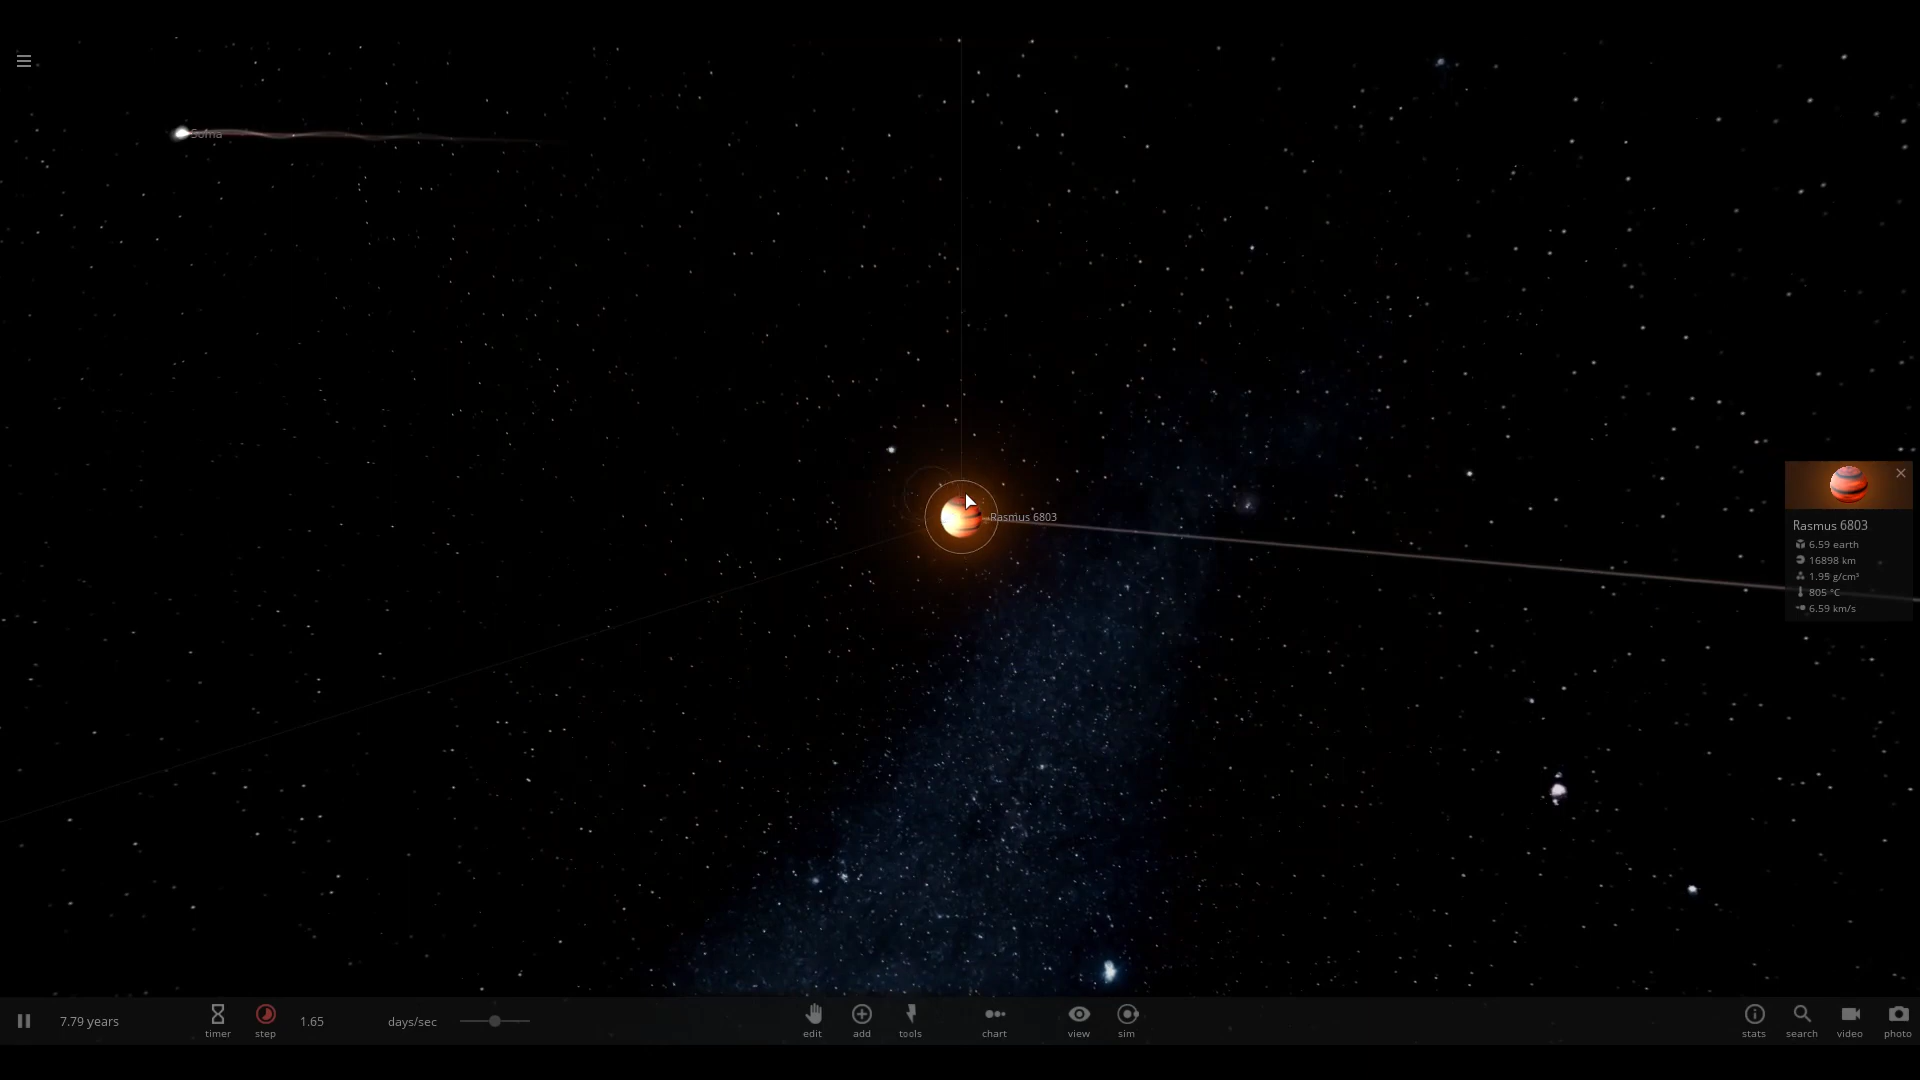 Soma
Rasmus 6803
Rasmus 6803
6.59 earth
16898 km
1.95 g/cm³
805 °C
6.59 km/s
7.79 years
timer
step
1.65
days/sec
edit
add
tools
chart
view
sim
stats
search
video
photo